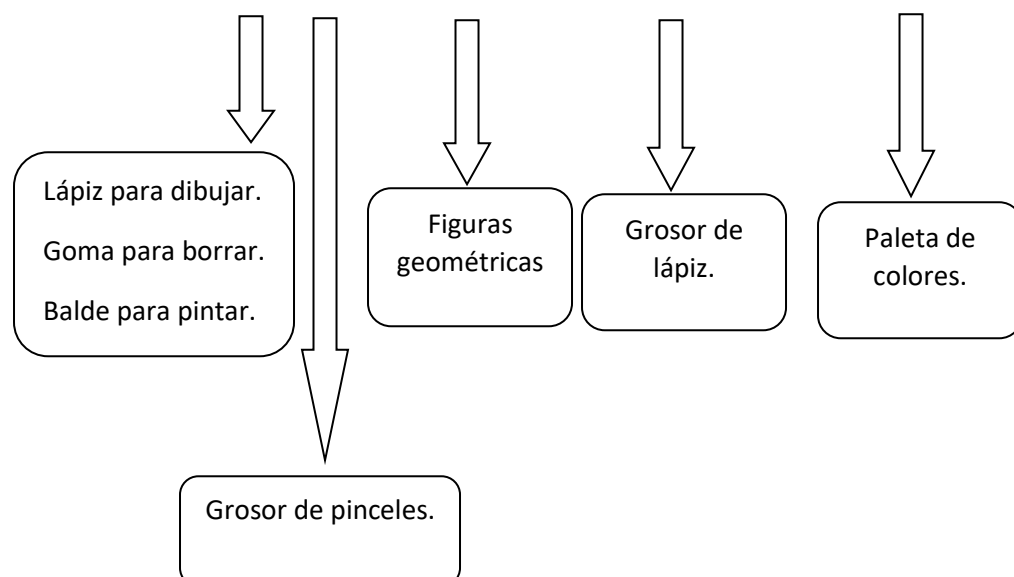 Lápiz para dibujar.
Goma para borrar.
Balde para pintar.
Figuras
geométricas
Grosor de
lápiz.
Paleta de
colores.
Grosor de pinceles.